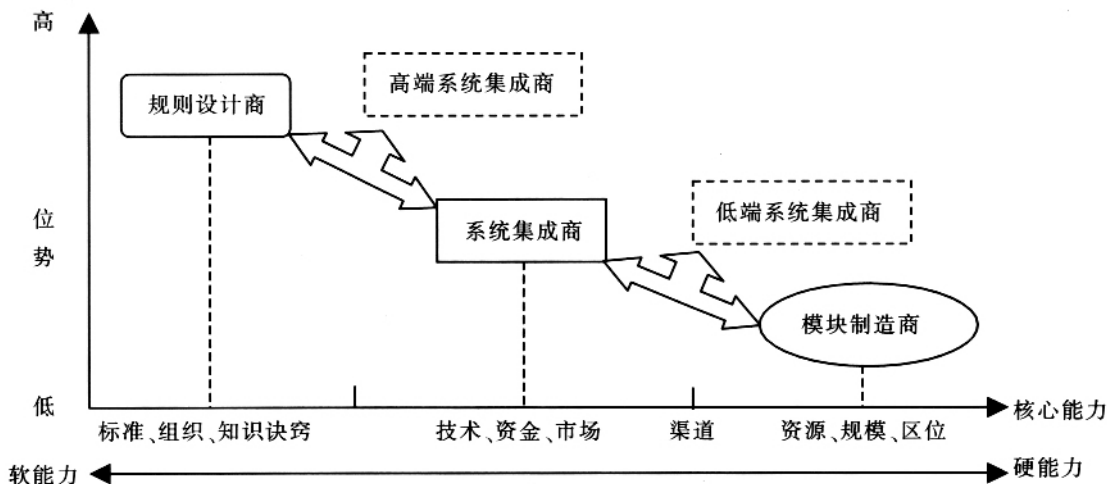 高
高端系统集成商
规则设计商
位
势
低端系统集成商
系统集成商
模块制造商
低
核心能力
标准、组织、知识诀窍
技术、资金、市场
渠道
资源、规模、区位
软能力
硬能力